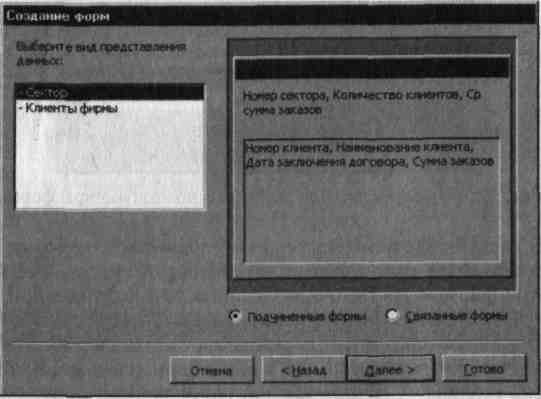 Создание форм
Выберите вид представления
данных:
- Сектор
- Клиенты фирмы
Номер сектора, Количество клиентов, Ср
сумма заказов
Номер клиента, Наименование клиента,
Дата заключения договора, Сумма заказов
Подчиненные формы
Связанные формы
Отмена
< Назад
Далее >
Готово